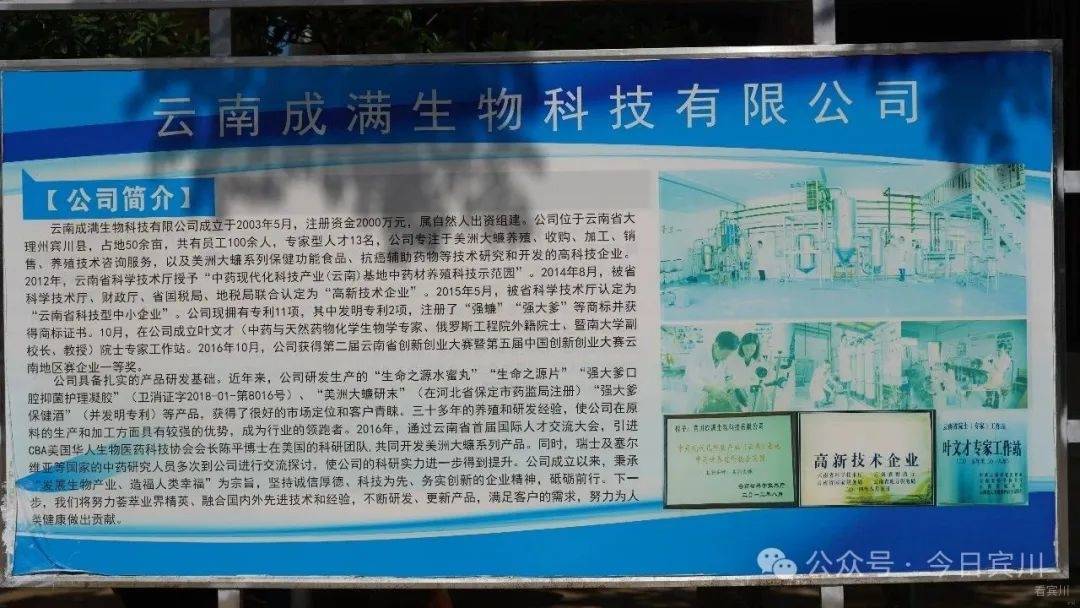 云南成满生物科技有限公司
【公司简介】
云南成满生物科技有限公司成立于2003年5月，注册资金2000万元，属自然人出资组建。公司位于云南省大
理州宾川县，占地50余亩，共有员工100余人，专家型人才13名，公司专注于美洲大蠊养殖、收购、加工、销
售、养殖技术咨询服务，以及美洲大蠊系列保健功能食品、抗癌辅助药物等技术研究和开发的高科技企业。
2012年，云南省科学技术厅授予“中药现代化科技产业(云南)基地中药材养殖科技示范园”。2014年8月，被省
科学技术厅、财政厅、省国税局、地税局联合认定为“高新技术企业”。2015年5月，被省科学技术厅认定为
“云南省科技型中小企业”。公司现拥有专利11项，其中发明专利2项，注册了“强蠊”“强大爹”等商标并获
得商标证书。10月，在公司成立叶文才（中药与天然药物化学生物学专家、俄罗斯工程院外籍院士、暨南大学副
校长、教授）院士专家工作站。2016年10月，公司获得第二届云南省创新创业大赛暨第五届中国创新创业大赛云
南地区赛企业一等奖。
公司具备扎实的产品研发基础。近年来，公司研发生产的“生命之源水蜜丸”“生命之源片”“强大爹口
腔抑菌护理凝胶”（卫消证字2018-01-第8016号）、“美洲大蠊研末”（在河北省保定市药监局注册）“强大爹
保健酒”（并发明专利）等产品，获得了很好的市场定位和客户青睐。三十多年的养殖和研发经验，使公司在原
料的生产和加工方面具有较强的优势，成为行业的领跑者。2016年，通过云南省首届国际人才交流大会，引进
CBA美国华人生物医药科技协会会长陈平博士在美国的科研团队，共同开发美洲大蠊系列产品。同时，瑞士及塞尔
维亚等国家的中药研究人员多次到公司进行交流探讨，使公司的科研实力进一步得到提升。公司成立以来，秉承
“发展生物产业、造福人类幸福”为宗旨，坚持诚信厚德、科技为先、务实创新的企业精神，砥砺前行。下一
步，我们将努力荟萃业界精英、融合国内外先进技术和经验，不断研发、更新产品，满足客户的需求，努力为人
类健康做出贡献。
高新技术企业
叶文才专家工作站
公众号·今日宾川
看宾川